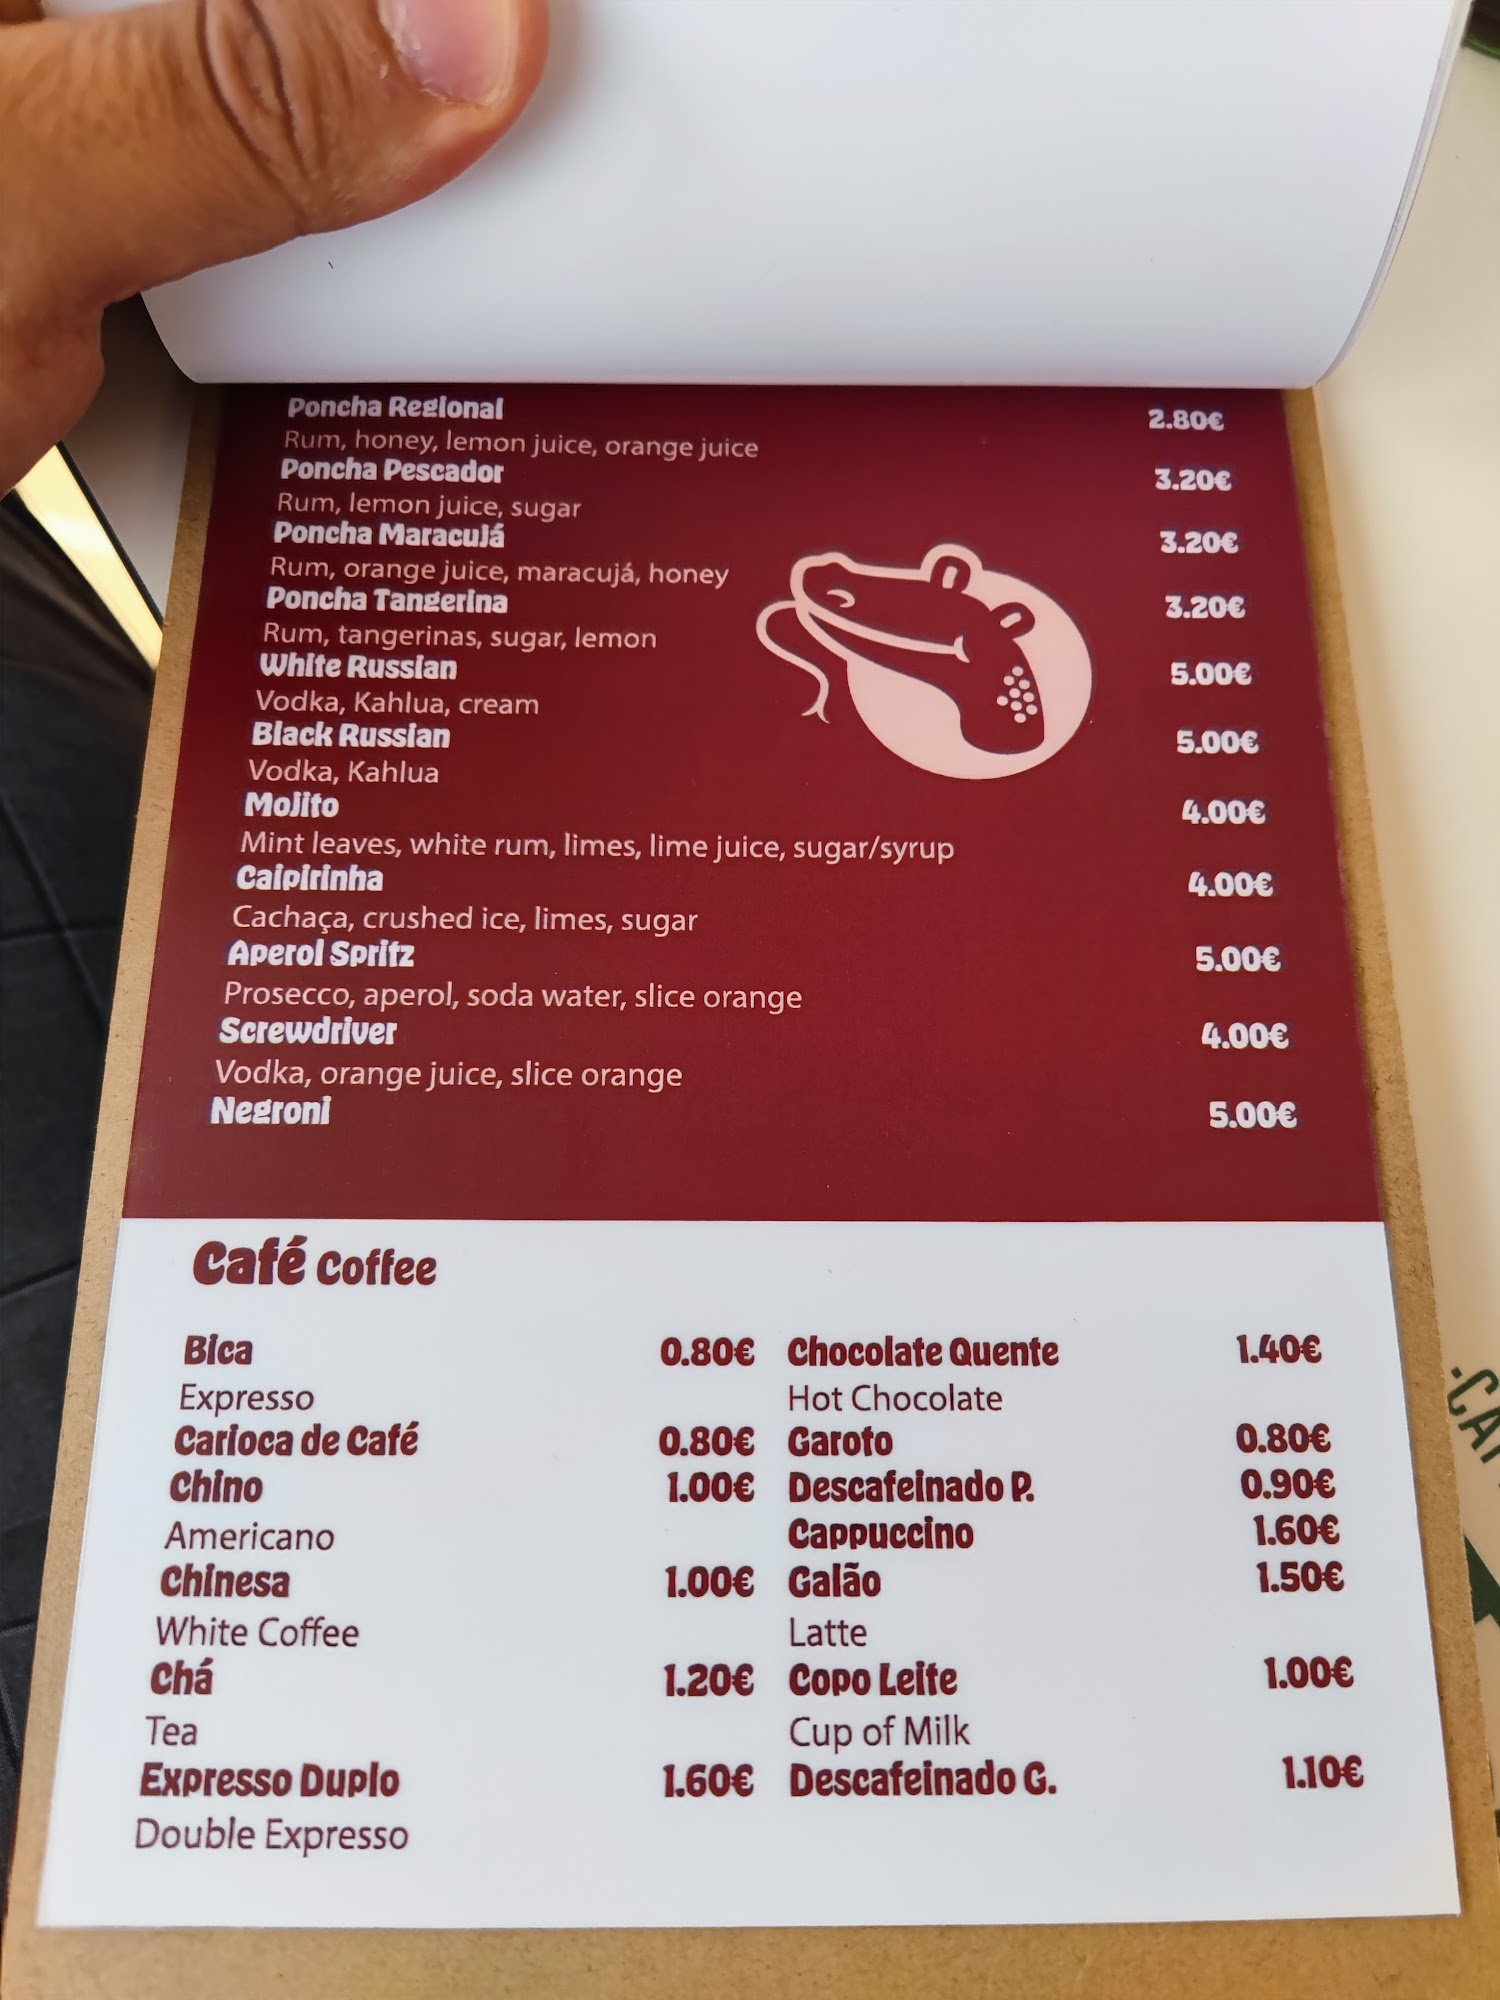 Poncha Regional 2.80€
Rum, honey, lemon juice, orange juice
Poncha Pescador 3.20€
Rum, lemon juice, sugar
Poncha Maracujá 3.20€
Rum, orange juice, maracujá, honey
Poncha Tangerina 3.20€
Rum, tangerinas, sugar, lemon
White Russian 5.00€
Vodka, Kahlua, cream
Black Russian 5.00€
Vodka, Kahlua
Mojito 4.00€
Mint leaves, white rum, limes, lime juice, sugar/syrup
Caipirinha 4.00€
Cachaça, crushed ice, limes, sugar
Aperol Spritz 5.00€
Prosecco, aperol, soda water, slice orange
Screwdriver 4.00€
Vodka, orange juice, slice orange
Negroni 5.00€
Café Coffee
Bica 0.80€
Expresso
Carioca de Café 0.80€
Chino 1.00€
Americano
Chinesa 1.00€
White Coffee
Chá 1.20€
Tea
Expresso Duplo 1.60€
Double Expresso
Chocolate Quente 1.40€
Hot Chocolate
Garoto 0.80€
Descafeinado P. 0.90€
Cappuccino 1.60€
Galão 1.50€
Latte
Copo Leite 1.00€
Cup of Milk
Descafeinado G. 1.10€